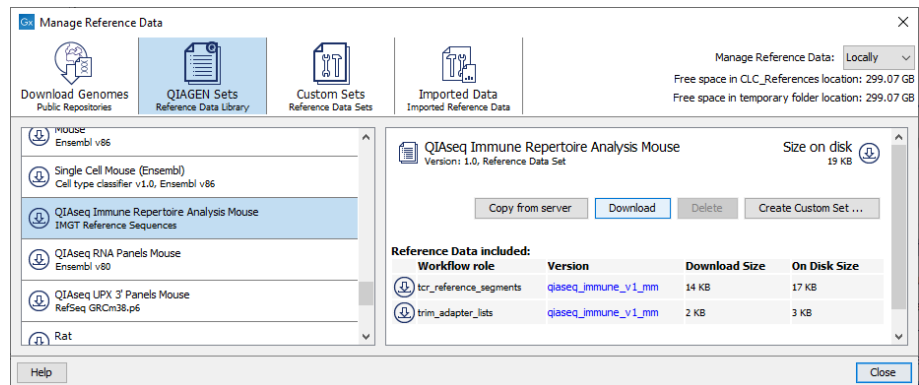 Gx Manage Reference Data
Download Genomes
Public Repositories
QIAGEN Sets
Reference Data Library
Custom Sets
Reference Data Sets
Imported Data
Imported Reference Data
Manage Reference Data: Locally
Free space in CLC_References location: 299.07 GB
Free space in temporary folder location: 299.07 GB
Mouse
Ensembl v86
Single Cell Mouse (Ensembl)
Cell type classifier v1.0, Ensembl v86
QIAseq Immune Repertoire Analysis Mouse
IMGT Reference Sequences
QIAseq RNA Panels Mouse
Ensembl v80
QIAseq UPX 3' Panels Mouse
RefSeq GRCm38.p6
Rat
QIAseq Immune Repertoire Analysis Mouse
Version: 1.0, Reference Data Set
Size on disk
19 KB
Copy from server Download Delete Create Custom Set ...
Reference Data included:
Workflow role Version Download Size On Disk Size
tcr_reference_segments qiaseq_immune_v1_mm 14 KB 17 KB
trim_adapter_lists qiaseq_immune_v1_mm 2 KB 3 KB
Help Close